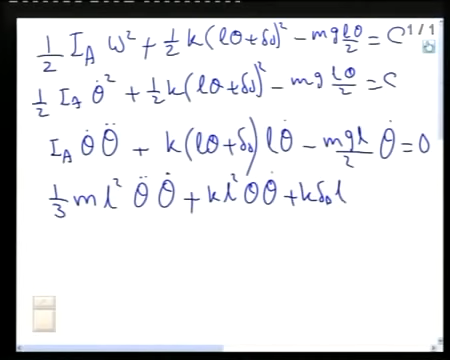 1/2 I_A ω² + 1/2 k(lθ+δ₀)² − mg lθ/2 = C
1/1
1/2 I_A θ̇² + 1/2 k(lθ+δ₀)² − mg lθ/2 = C
I_A θ̇ θ̈ + k(lθ+δ₀) lθ̇ − mgl/2 θ̇ = 0
1/3 m l² θ̈ θ̇ + kl²θθ̇ + kδ₀l